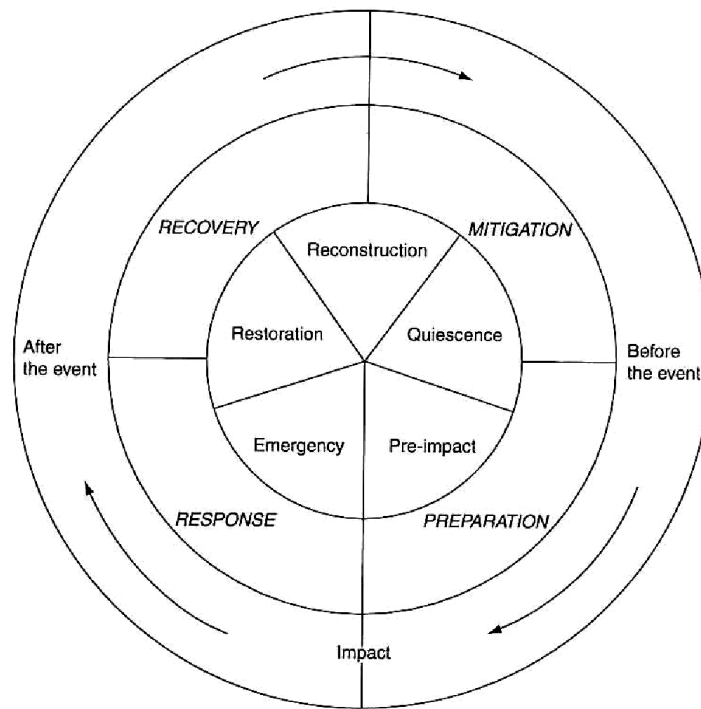 RECOVERY
MITIGATION
Reconstruction
Restoration
Quiescence
After
the event
Before
the event
Emergency
Pre-impact
RESPONSE
PREPARATION
Impact